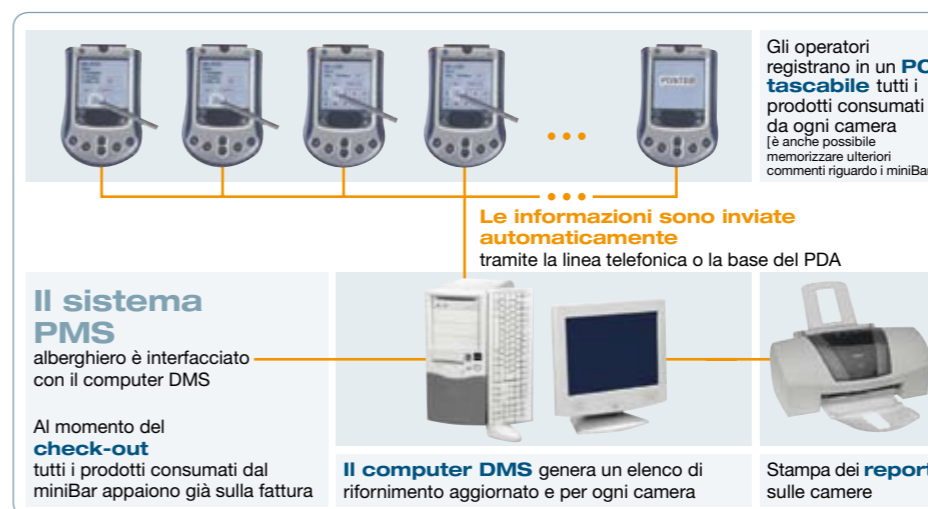 Gli operatori
registrano in un
tascabile tutti i
prodotti consumati
da ogni camera
[è anche possibile
memorizzare ulteriori
commenti riguardo i miniBar
Le informazioni sono inviate
automaticamente
tramite la linea telefonica o la base del PDA
Il sistema
PMS
alberghiero è interfacciato
con il computer DMS
Al momento del
check-out
tutti i prodotti consumati dal
miniBar appaiono già sulla fattura
Il computer DMS genera un elenco di
rifornimento aggiornato e per ogni camera
Stampa dei report
sulle camere